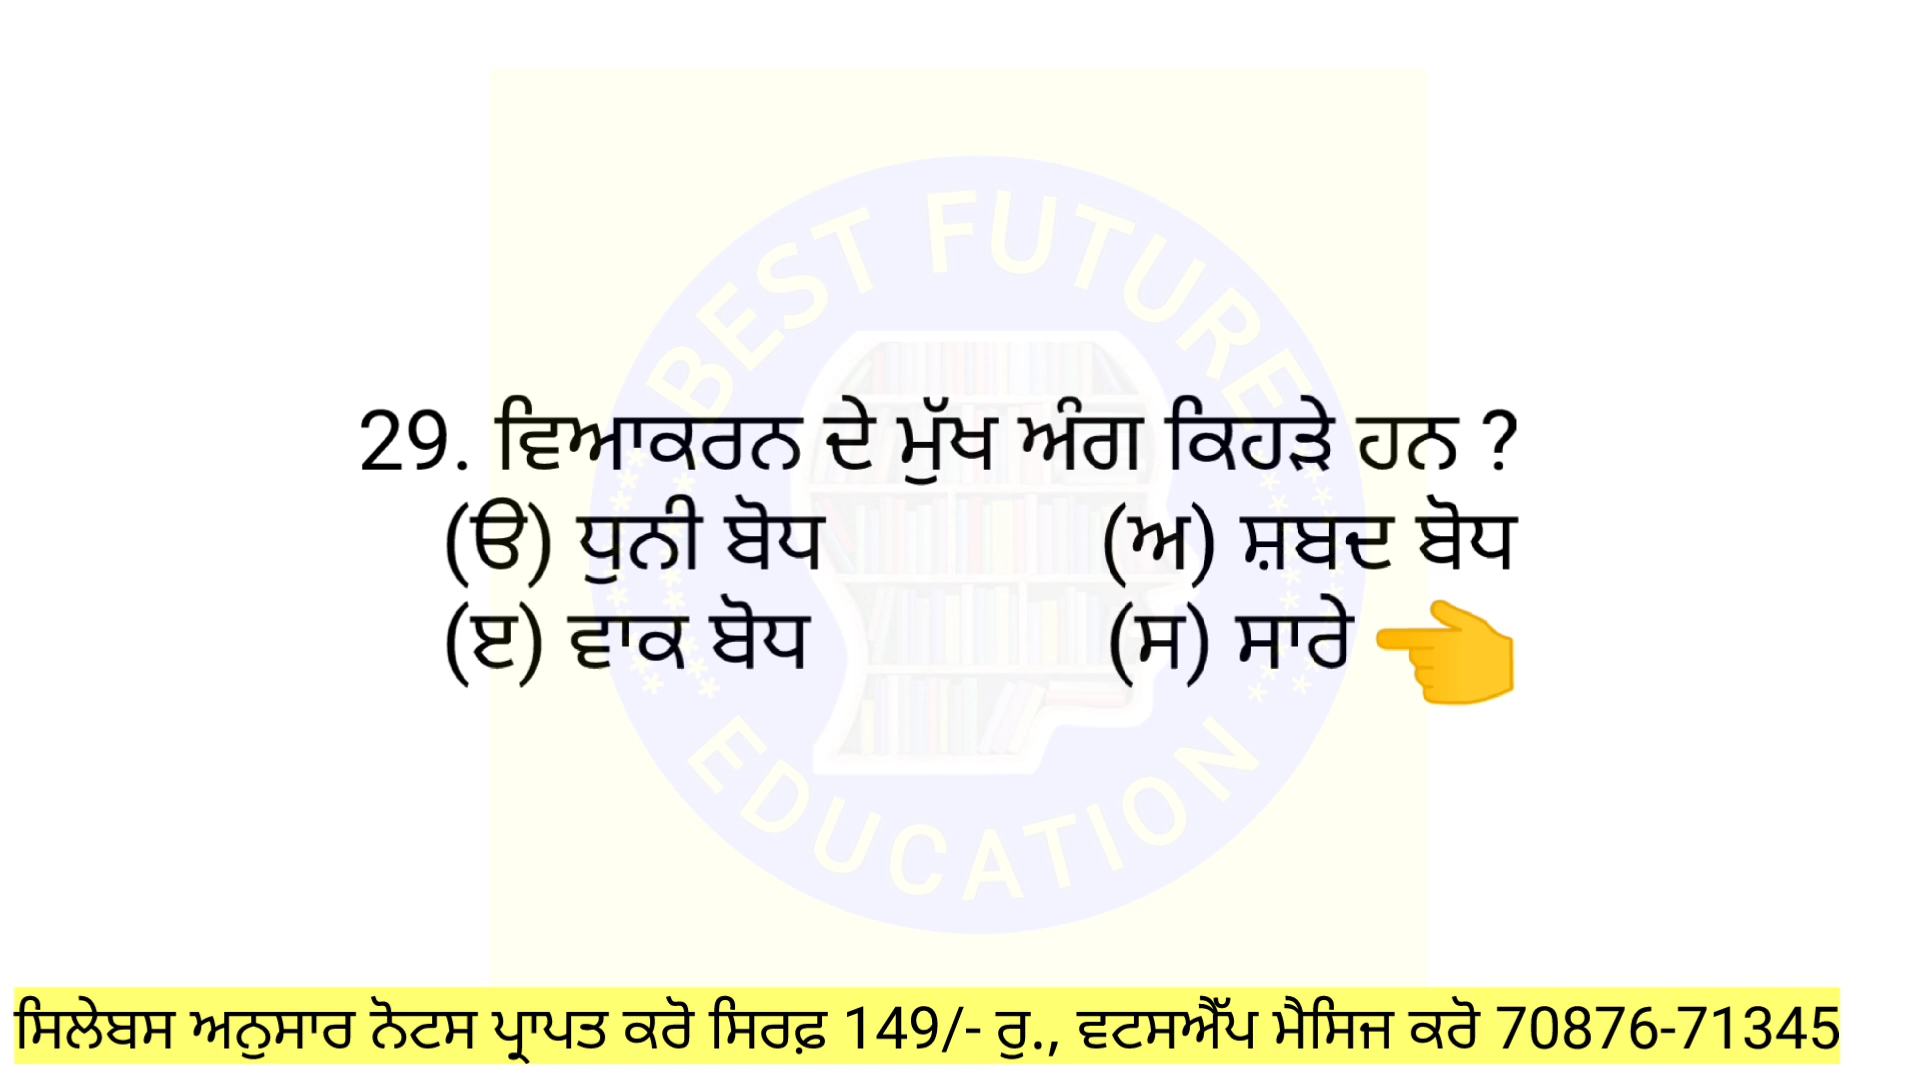 BEST FUTURE
29. ਵਿਆਕਰਨ ਦੇ ਮੁੱਖ ਅੰਗ ਕਿਹੜੇ ਹਨ ?
(ੳ) ਧੁਨੀ ਬੋਧ (ਅ) ਸ਼ਬਦ ਬੋਧ
(ੲ) ਵਾਕ ਬੋਧ (ਸ) ਸਾਰੇ
EDUCATION
ਸਿਲੇਬਸ ਅਨੁਸਾਰ ਨੋਟਸ ਪ੍ਰਾਪਤ ਕਰੋ ਸਿਰਫ਼ 149/- ਰੁ., ਵਟਸਐੱਪ ਮੈਸਿਜ ਕਰੋ 70876-71345